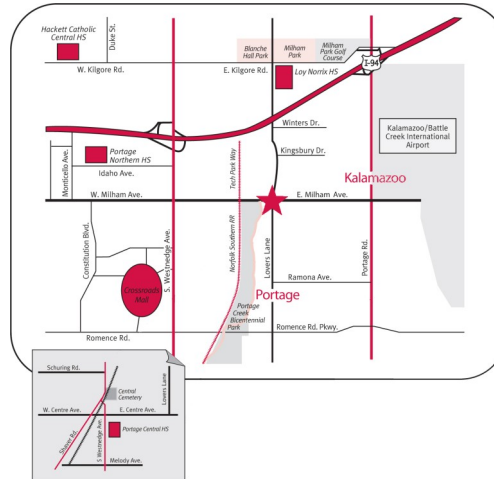 Hackett Catholic
Central HS
Duke St.
Blanche
Hall Park
Milham
Park
Milham
Park Golf
Course
I-94
W. Kilgore Rd.
E. Kilgore Rd.
Loy Norrix HS
Winters Dr.
Kalamazoo/Battle
Creek International
Airport
Portage
Northern HS
Kingsbury Dr.
Monticello Ave.
Idaho Ave.
Tech Park Way
Kalamazoo
W. Milham Ave.
E. Milham Ave.
Constitution Blvd.
S. Westnedge Ave.
Norfolk Southern RR
Lovers Lane
Portage Rd.
Crossroads
Mall
Ramona Ave.
Portage
Portage
Creek
Bicentennial
Park
Romence Rd.
Romence Rd. Pkwy.
Schuring Rd.
Central
Cemetery
Lovers Lane
W. Centre Ave.
E. Centre Ave.
Shaver Rd.
S Westnedge Ave.
Portage Central HS
Melody Ave.